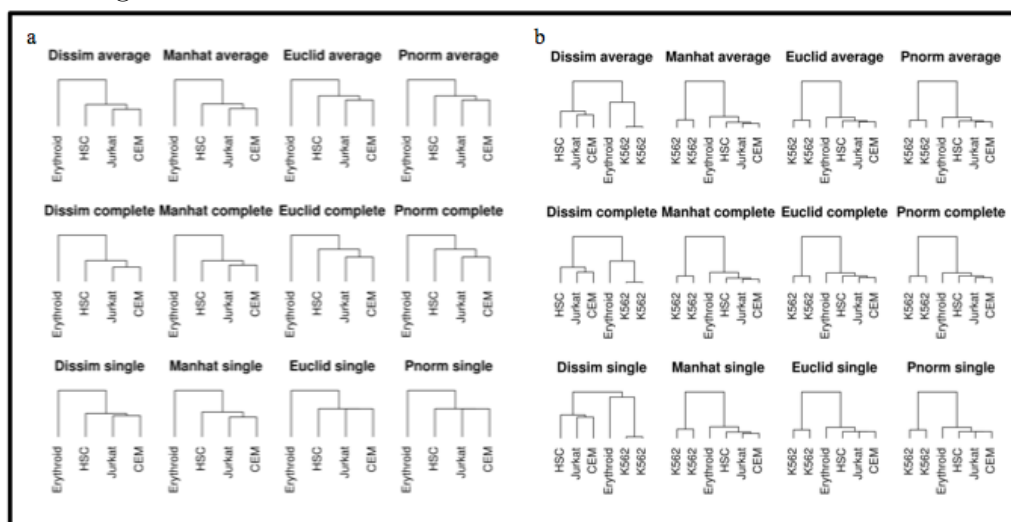 a
Dissim average Manhat average Euclid average Pnorm average
Erythroid HSC Jurkat CEM Erythroid HSC Jurkat CEM Erythroid HSC Jurkat CEM Erythroid HSC Jurkat CEM
Dissim complete Manhat complete Euclid complete Pnorm complete
Erythroid HSC Jurkat CEM Erythroid HSC Jurkat CEM Erythroid HSC Jurkat CEM Erythroid HSC Jurkat CEM
Dissim single Manhat single Euclid single Pnorm single
Erythroid HSC Jurkat CEM Erythroid HSC Jurkat CEM Erythroid HSC Jurkat CEM Erythroid HSC Jurkat CEM
b
Dissim average Manhat average Euclid average Pnorm average
HSC Jurkat CEM Erythroid K562 K562 K562 K562 Erythroid HSC Jurkat CEM K562 K562 Erythroid HSC Jurkat CEM K562 K562 Erythroid HSC Jurkat CEM
Dissim complete Manhat complete Euclid complete Pnorm complete
HSC Jurkat CEM Erythroid K562 K562 K562 K562 Erythroid HSC Jurkat CEM K562 K562 Erythroid HSC Jurkat CEM K562 K562 Erythroid HSC Jurkat CEM
Dissim single Manhat single Euclid single Pnorm single
HSC Jurkat CEM Erythroid K562 K562 K562 K562 Erythroid HSC Jurkat CEM K562 K562 Erythroid HSC Jurkat CEM K562 K562 Erythroid HSC Jurkat CEM